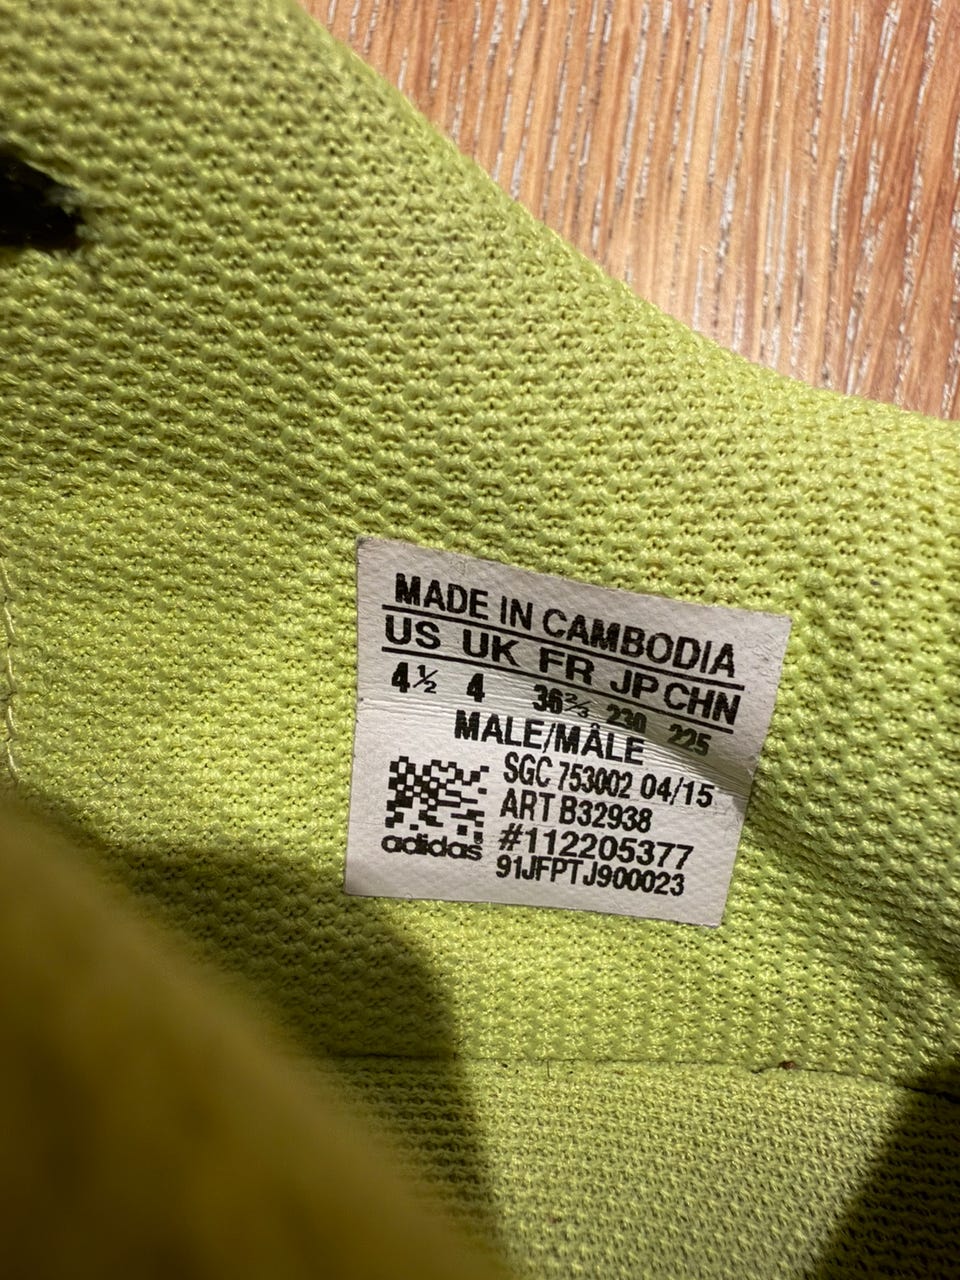 MADE IN CAMBODIA
US UK FR JP CHN
4½ 4 36⅔ 230 225
MALE/MÂLE
SGC 753002 04/15
ART B32938
#112205377
91JFPTJ900023
adidas